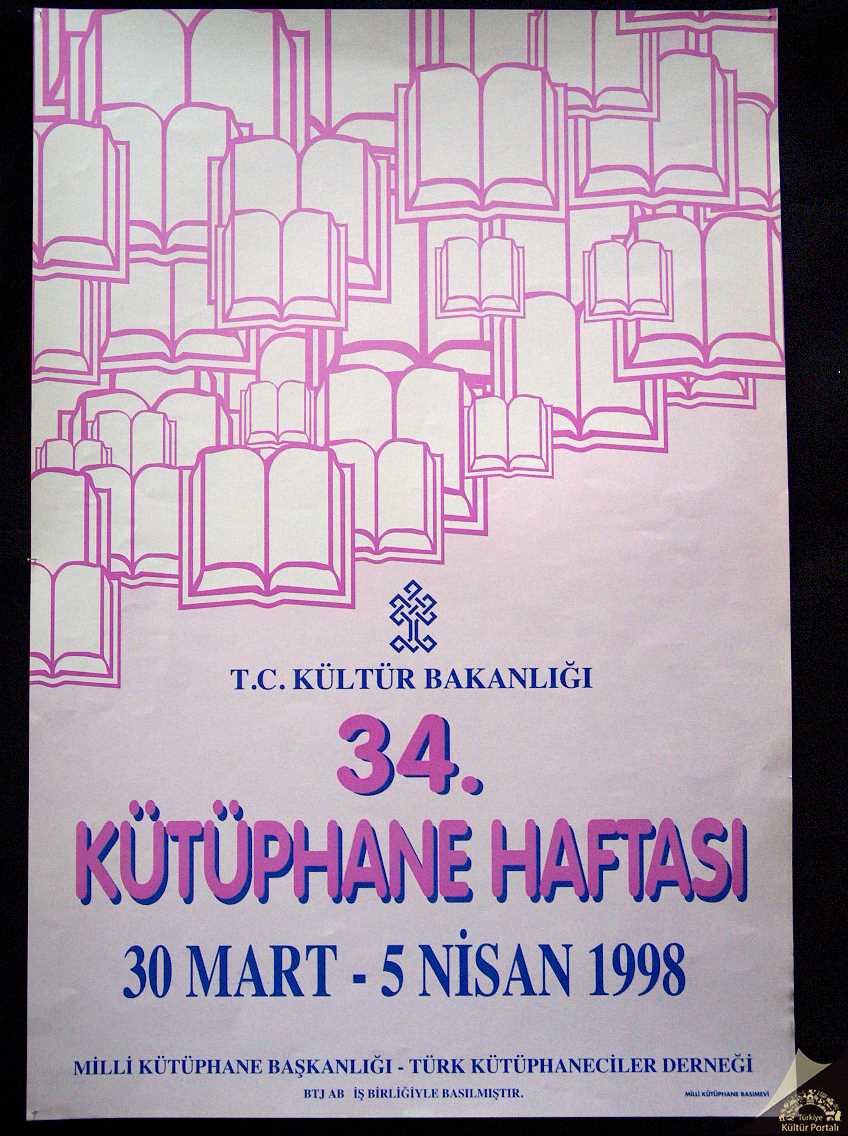 T.C. KÜLTÜR BAKANLIĞI
34.
KÜTÜPHANE HAFTASI
30 MART - 5 NİSAN 1998
MİLLİ KÜTÜPHANE BAŞKANLIĞI - TÜRK KÜTÜPHANECİLER DERNEĞİ
BTJ AB İŞ BİRLİĞİYLE BASILMIŞTIR.
MİLLİ KÜTÜPHANE BASIMEVİ
Türkiye
Kültür Portalı